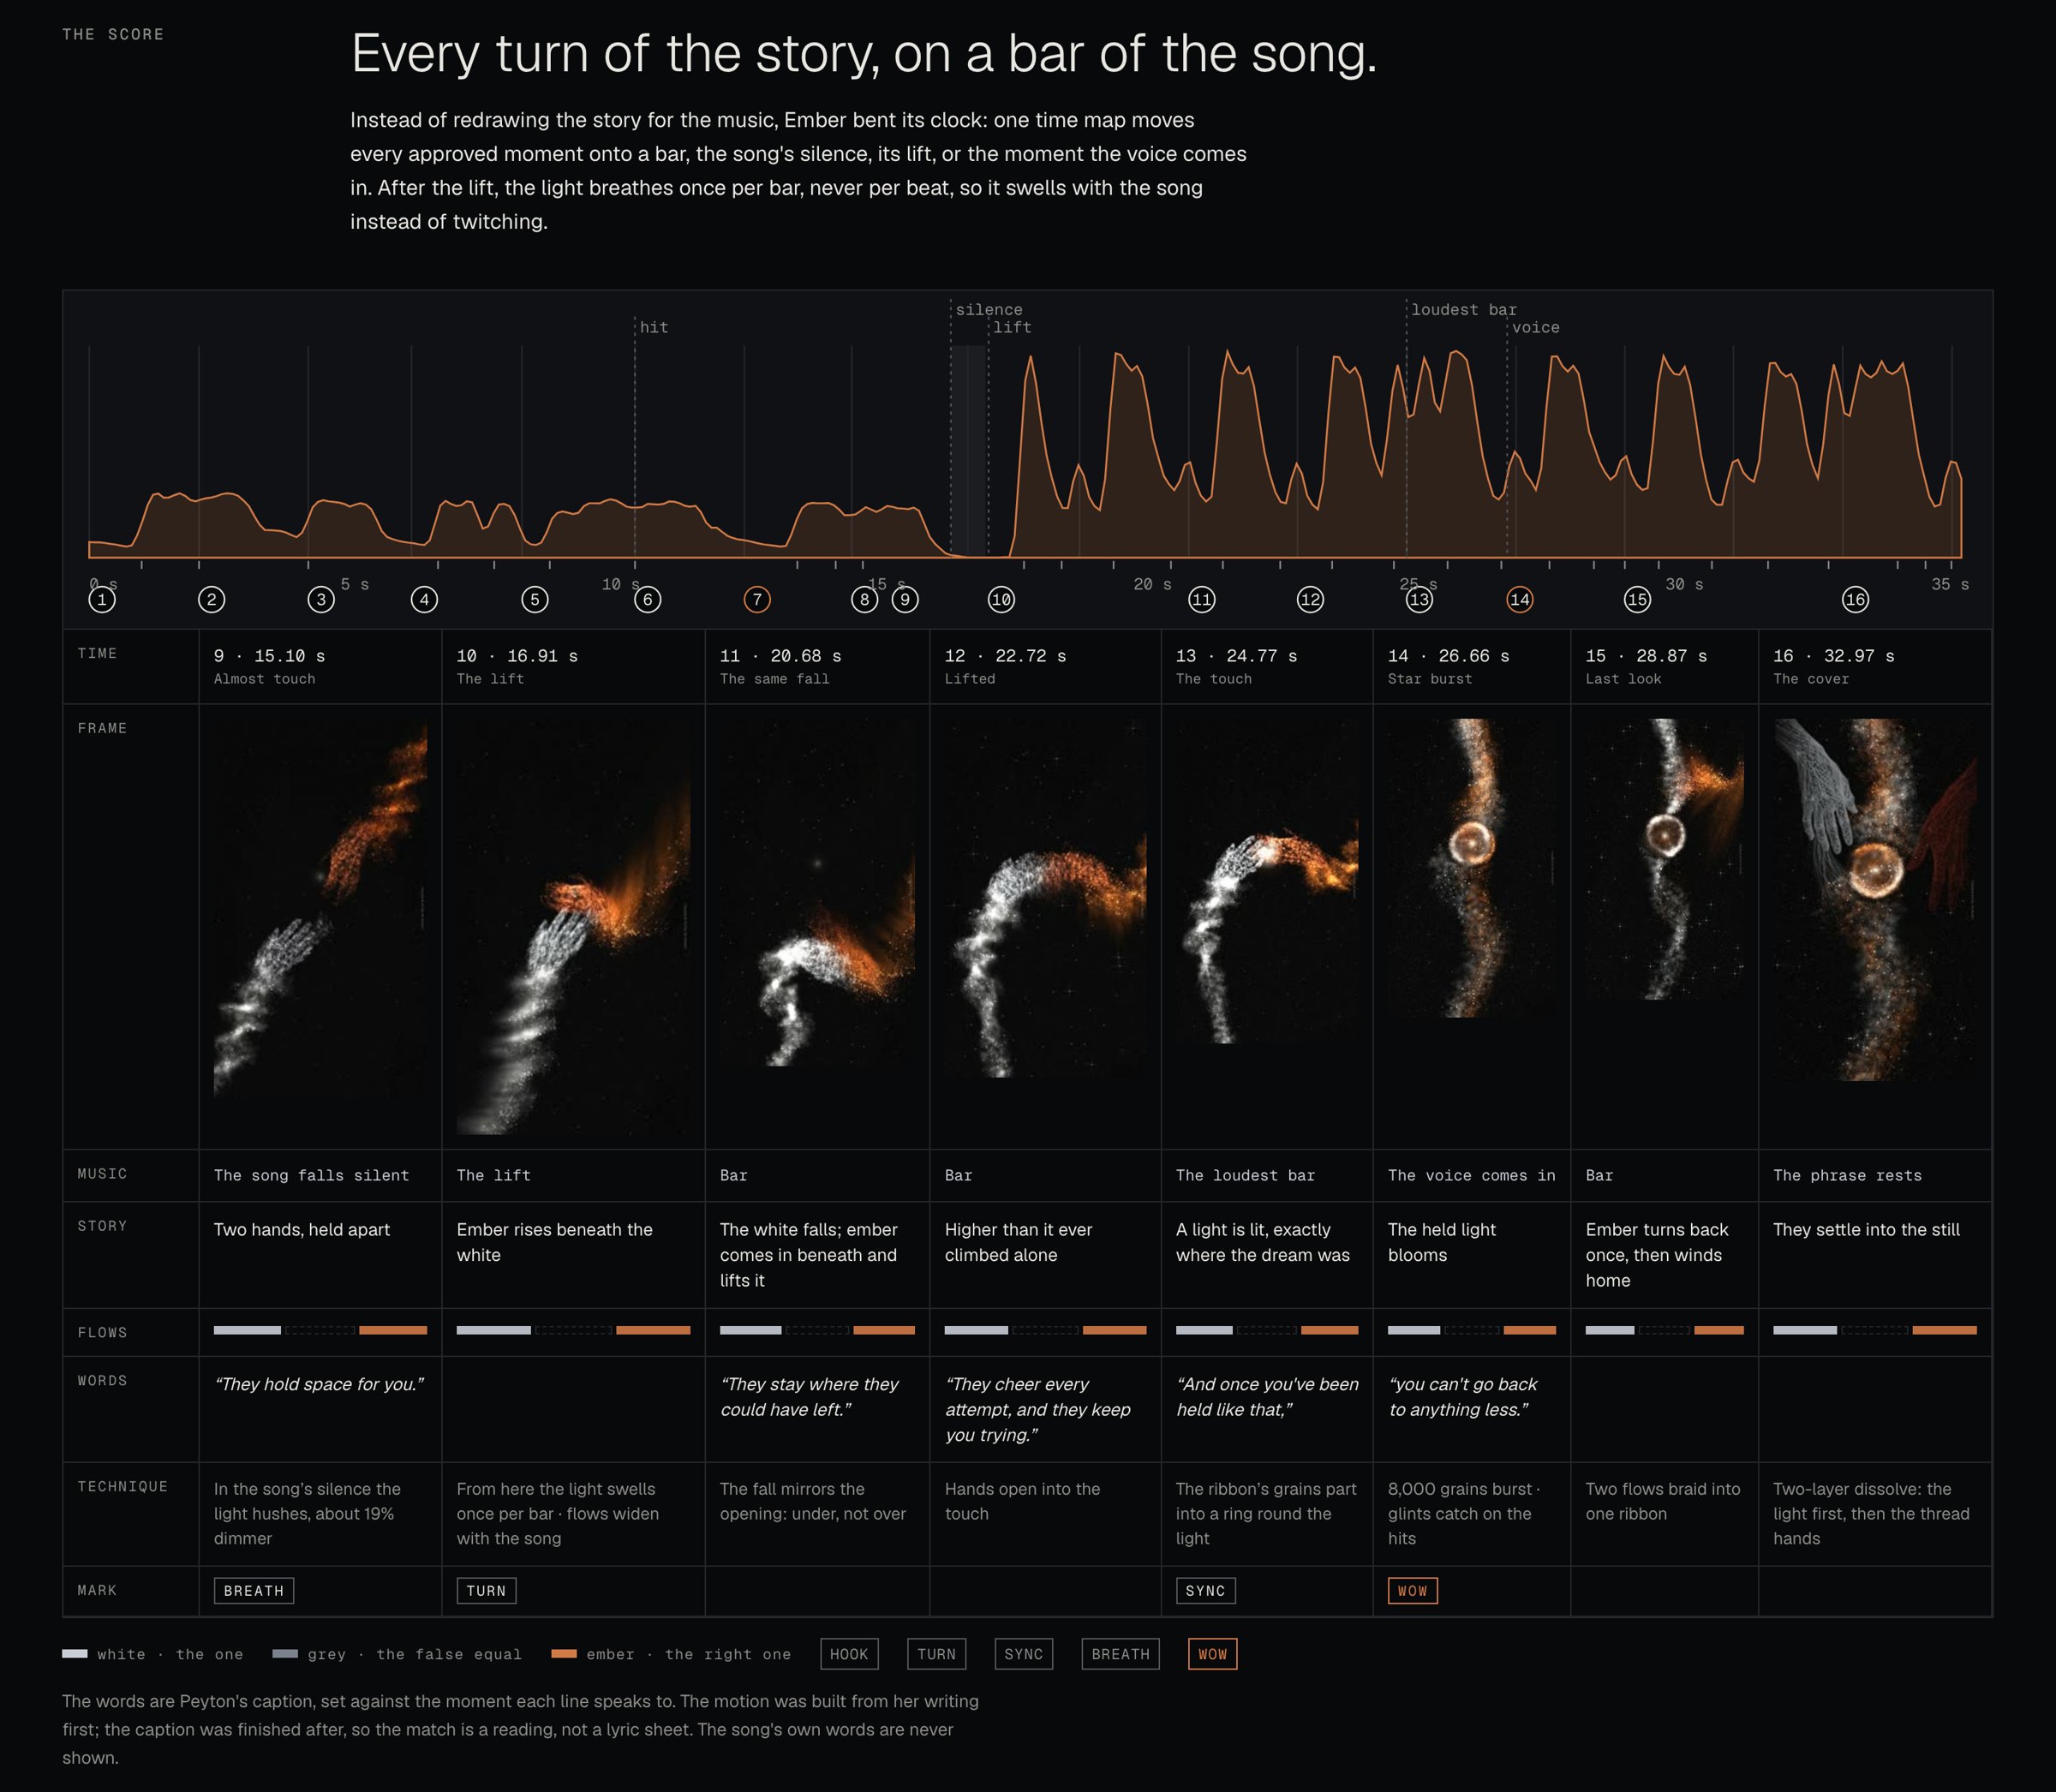 THE SCORE
Every turn of the story, on a bar of the song.
Instead of redrawing the story for the music, Ember bent its clock: one time map moves
every approved moment onto a bar, the song's silence, its lift, or the moment the voice comes
in. After the lift, the light breathes once per bar, never per beat, so it swells with the song
instead of twitching.
silence
loudest bar
hit
lift
voice
0 s
5 s
10 s
15 s
20 s
25 s
30 s
35 s
1
2
3
4
5
6
7
8
9
10
11
12
13
14
15
16
TIME
9 · 15.10 s
Almost touch
10 · 16.91 s
The lift
11 · 20.68 s
The same fall
12 · 22.72 s
Lifted
13 · 24.77 s
The touch
14 · 26.66 s
Star burst
15 · 28.87 s
Last look
16 · 32.97 s
The cover
FRAME
MUSIC
The song falls silent
The lift
Bar
Bar
The loudest bar
The voice comes in
Bar
The phrase rests
STORY
Two hands, held apart
Ember rises beneath the
white
The white falls; ember
comes in beneath and
lifts it
Higher than it ever
climbed alone
A light is lit, exactly
where the dream was
The held light
blooms
Ember turns back
once, then winds
home
They settle into the still
FLOWS
WORDS
“They hold space for you.”
“They stay where they
could have left.”
“They cheer every
attempt, and they keep
you trying.”
“And once you've been
held like that,”
“you can't go back
to anything less.”
TECHNIQUE
In the song’s silence the
light hushes, about 19%
dimmer
From here the light swells
once per bar · flows widen
with the song
The fall mirrors the
opening: under, not over
Hands open into the
touch
The ribbon’s grains part
into a ring round the
light
8,000 grains burst ·
glints catch on the
hits
Two flows braid into
one ribbon
Two-layer dissolve: the
light first, then the thread
hands
MARK
BREATH
TURN
SYNC
WOW
white · the one
grey · the false equal
ember · the right one
HOOK
TURN
SYNC
BREATH
WOW
The words are Peyton's caption, set against the moment each line speaks to. The motion was built from her writing
first; the caption was finished after, so the match is a reading, not a lyric sheet. The song's own words are never
shown.